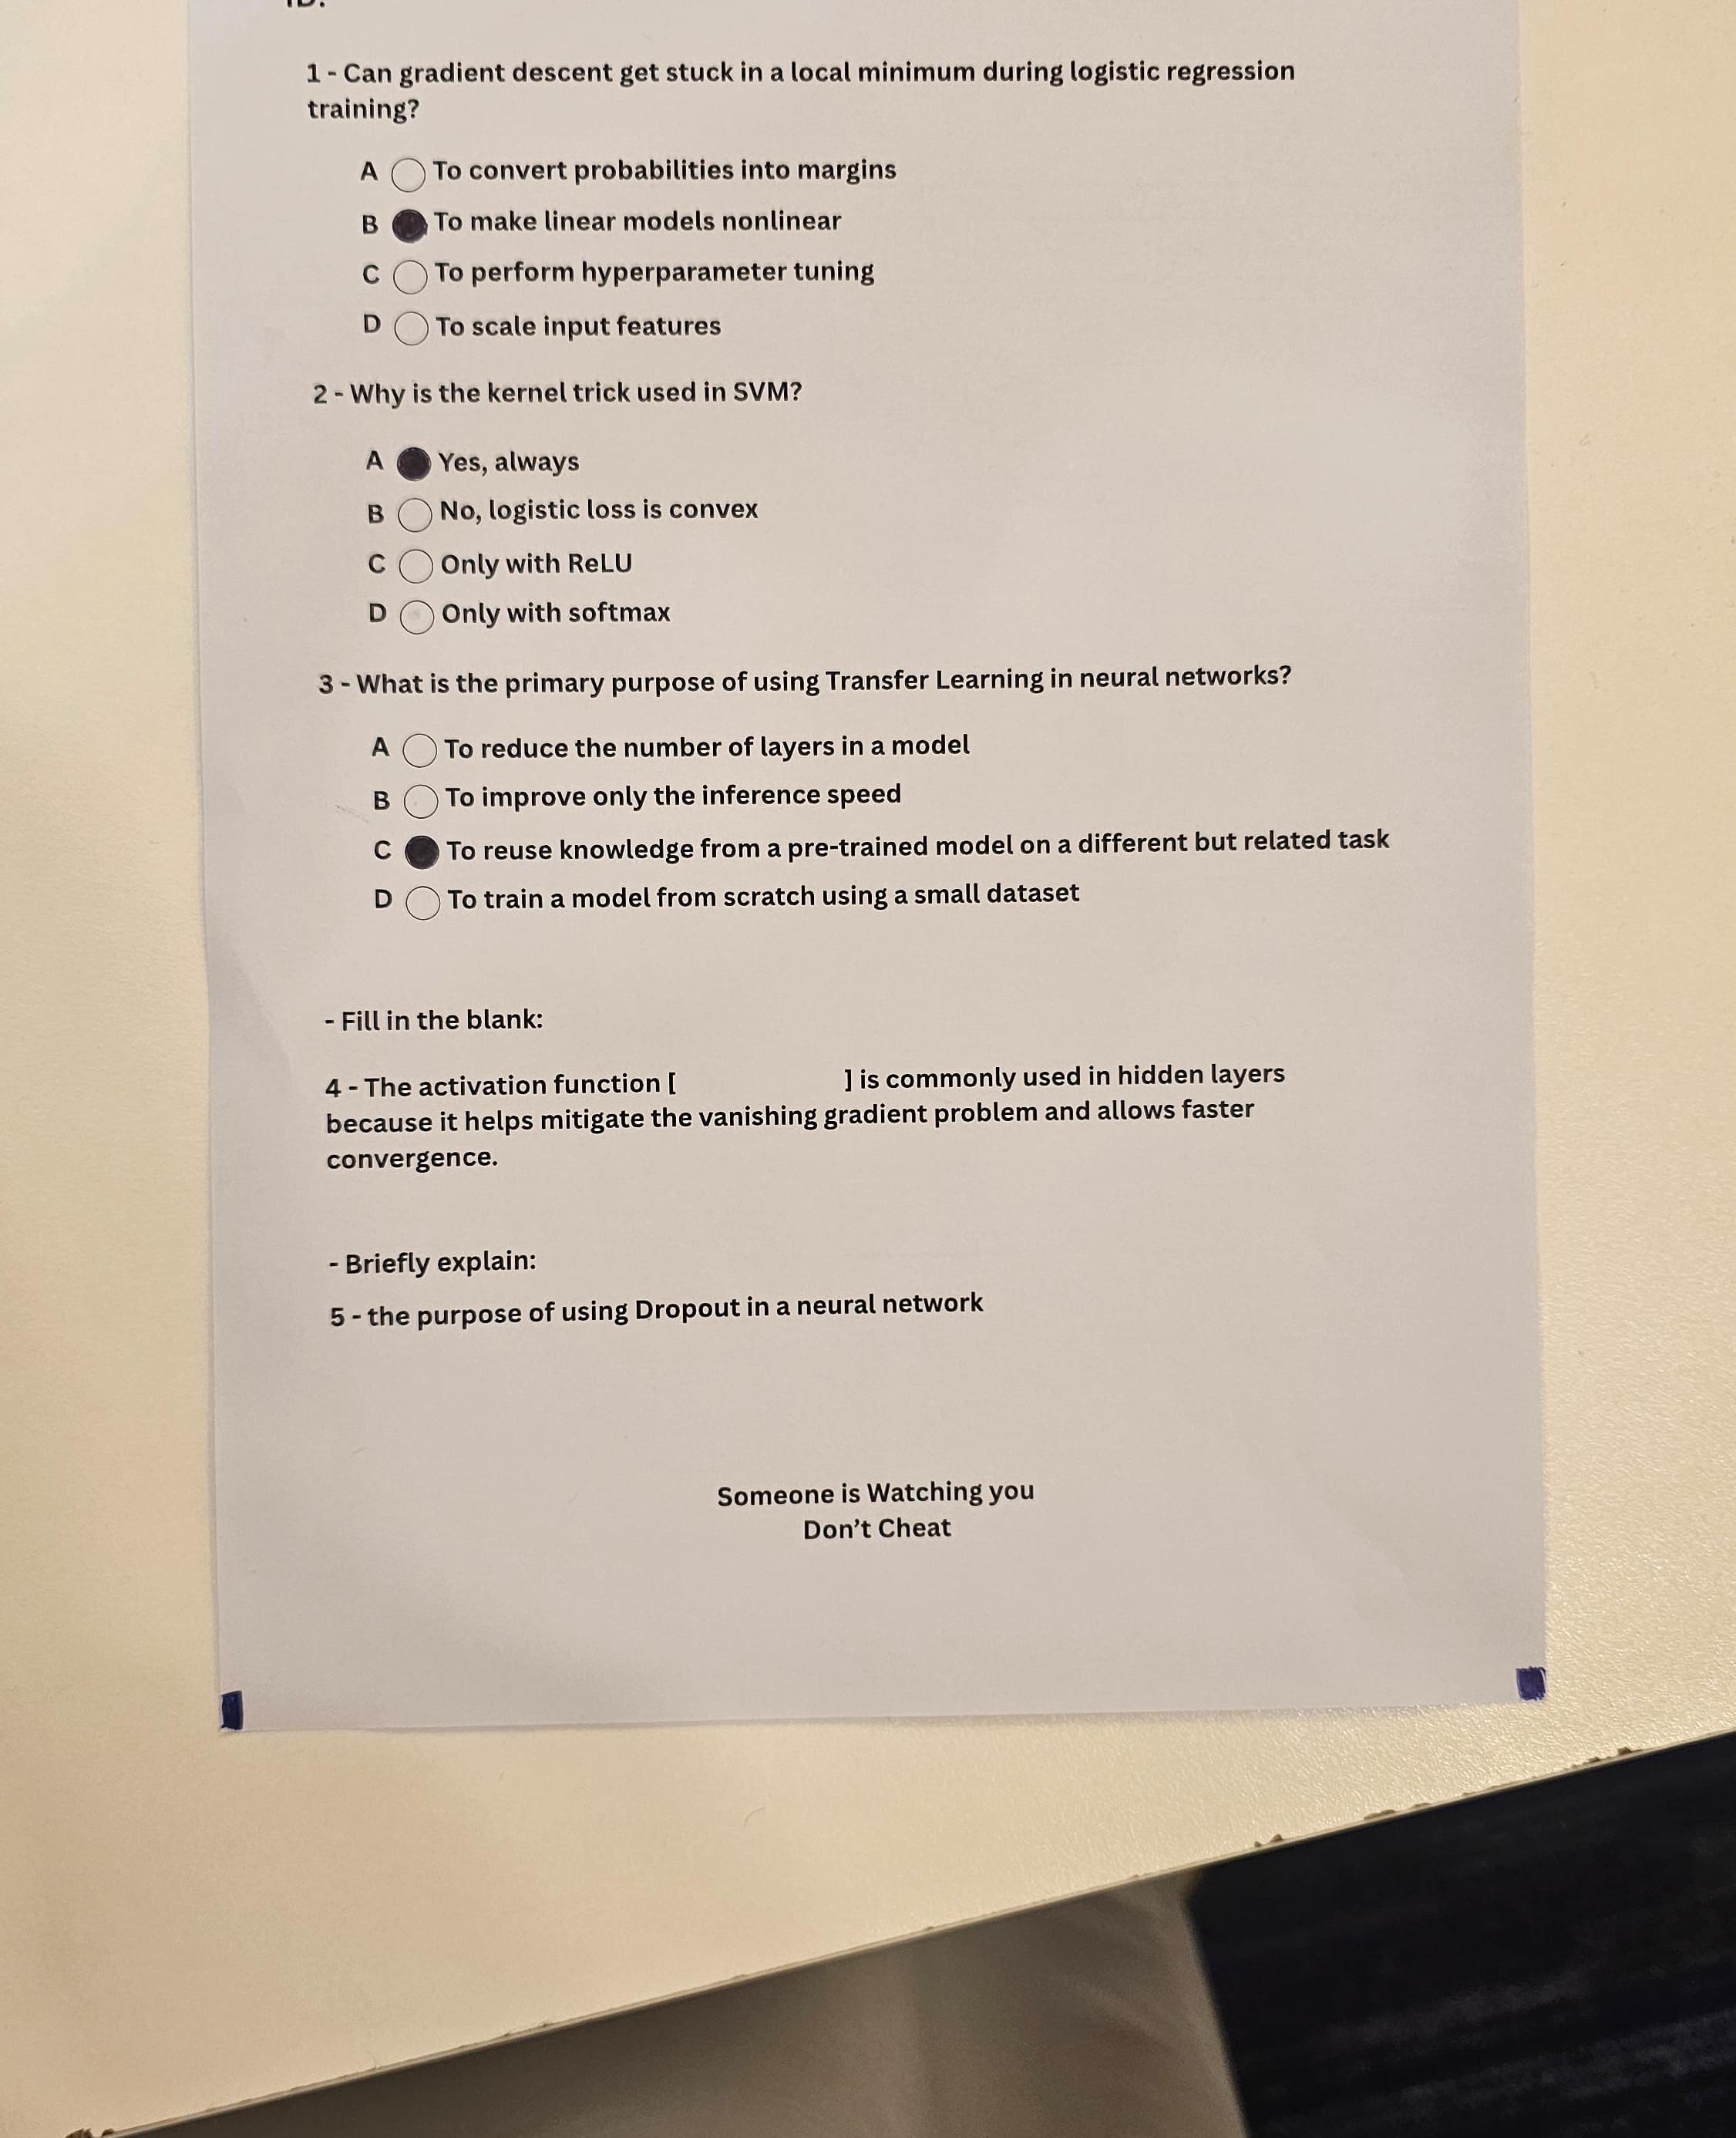 ID:
1 - Can gradient descent get stuck in a local minimum during logistic regression
training?
A To convert probabilities into margins
B To make linear models nonlinear
C To perform hyperparameter tuning
D To scale input features
2 - Why is the kernel trick used in SVM?
A Yes, always
B No, logistic loss is convex
C Only with ReLU
D Only with softmax
3 - What is the primary purpose of using Transfer Learning in neural networks?
A To reduce the number of layers in a model
B To improve only the inference speed
C To reuse knowledge from a pre-trained model on a different but related task
D To train a model from scratch using a small dataset
- Fill in the blank:
4 - The activation function [ ] is commonly used in hidden layers
because it helps mitigate the vanishing gradient problem and allows faster
convergence.
- Briefly explain:
5 - the purpose of using Dropout in a neural network
Someone is Watching you
Don't Cheat